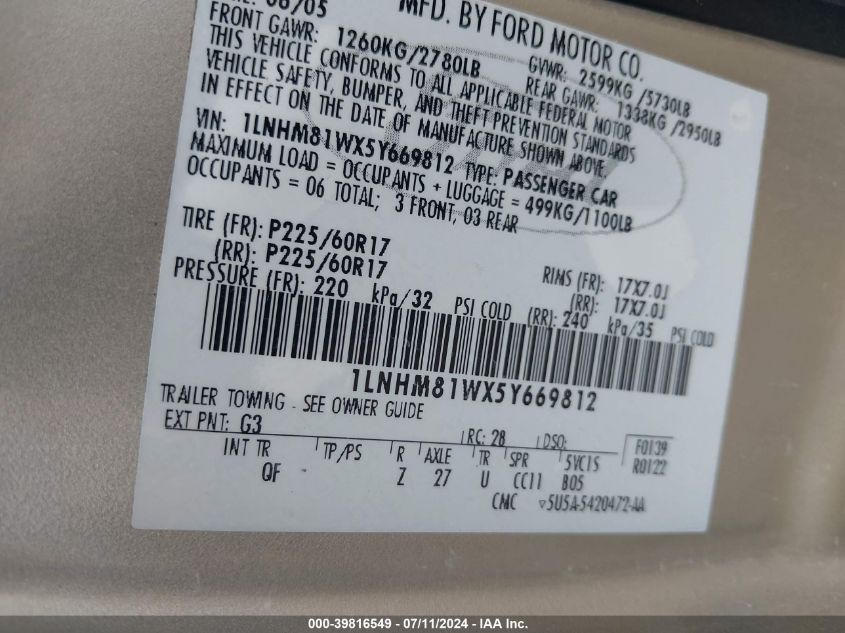 06/05
MFD. BY FORD MOTOR CO.
FRONT GAWR: 1260KG/2780LB
GVWR: 2599KG/5730LB
REAR GAWR: 1338KG/2950LB
THIS VEHICLE CONFORMS TO ALL APPLICABLE FEDERAL MOTOR
VEHICLE SAFETY, BUMPER, AND THEFT PREVENTION STANDARDS
IN EFFECT ON THE DATE OF MANUFACTURE SHOWN ABOVE
VIN: 1LNHM81WX5Y669812 TYPE: PASSENGER CAR
MAXIMUM LOAD = OCCUPANTS + LUGGAGE = 499KG/1100LB
OCCUPANTS = 06 TOTAL; 3 FRONT, 03 REAR
TIRE (FR): P225/60R17 RIMS (FR): 17X7.0J
(RR): P225/60R17 (RR): 17X7.0J
PRESSURE (FR): 220 kPa/32 PSI COLD (RR): 240 kPa/35 PSI COLD
1LNHM81WX5Y669812
TRAILER TOWING - SEE OWNER GUIDE
EXT PNT: G3 RC: 28 DSO: F0139
R0122
INT TR TP/PS R AXLE TR SPR 5VC1S
QF Z 27 U CC11 B05
CMC ▽5U5A-5420472-AA
000-39816549 - 07/11/2024 - IAA Inc.